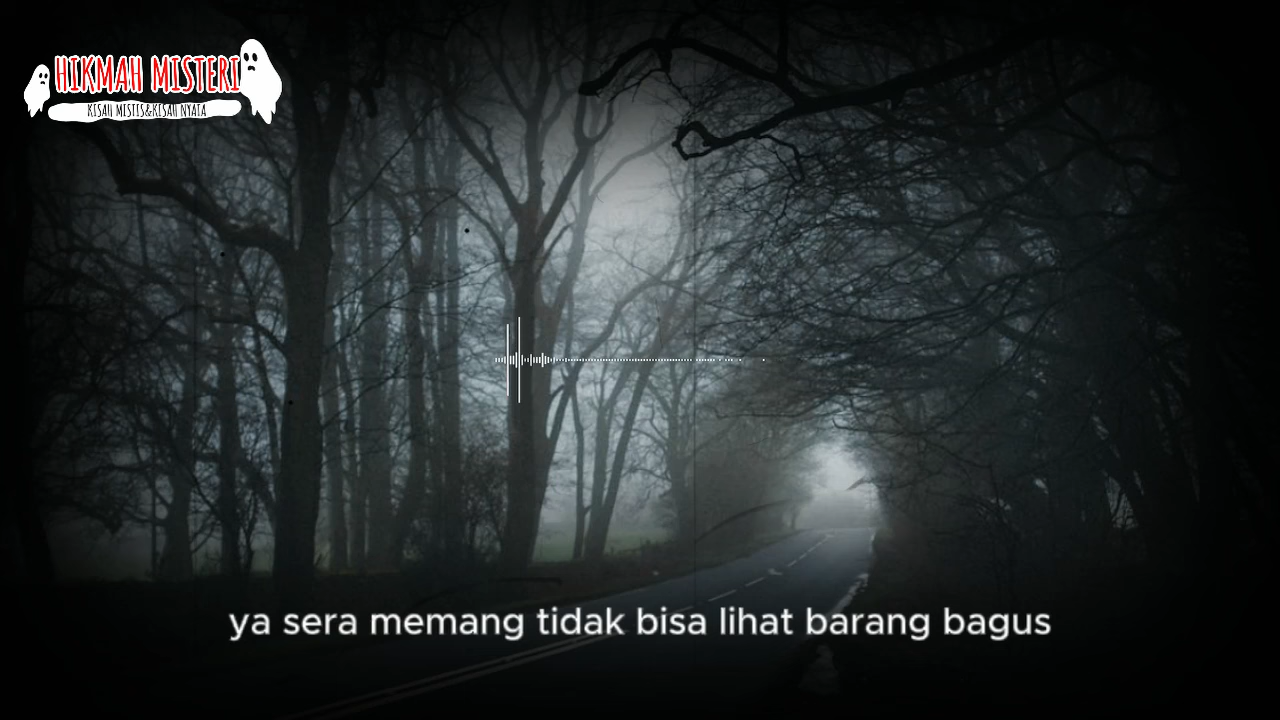 HIKMAH MISTERI
KISAH MISTIS&KISAH NYATA
ya sera memang tidak bisa lihat barang bagus